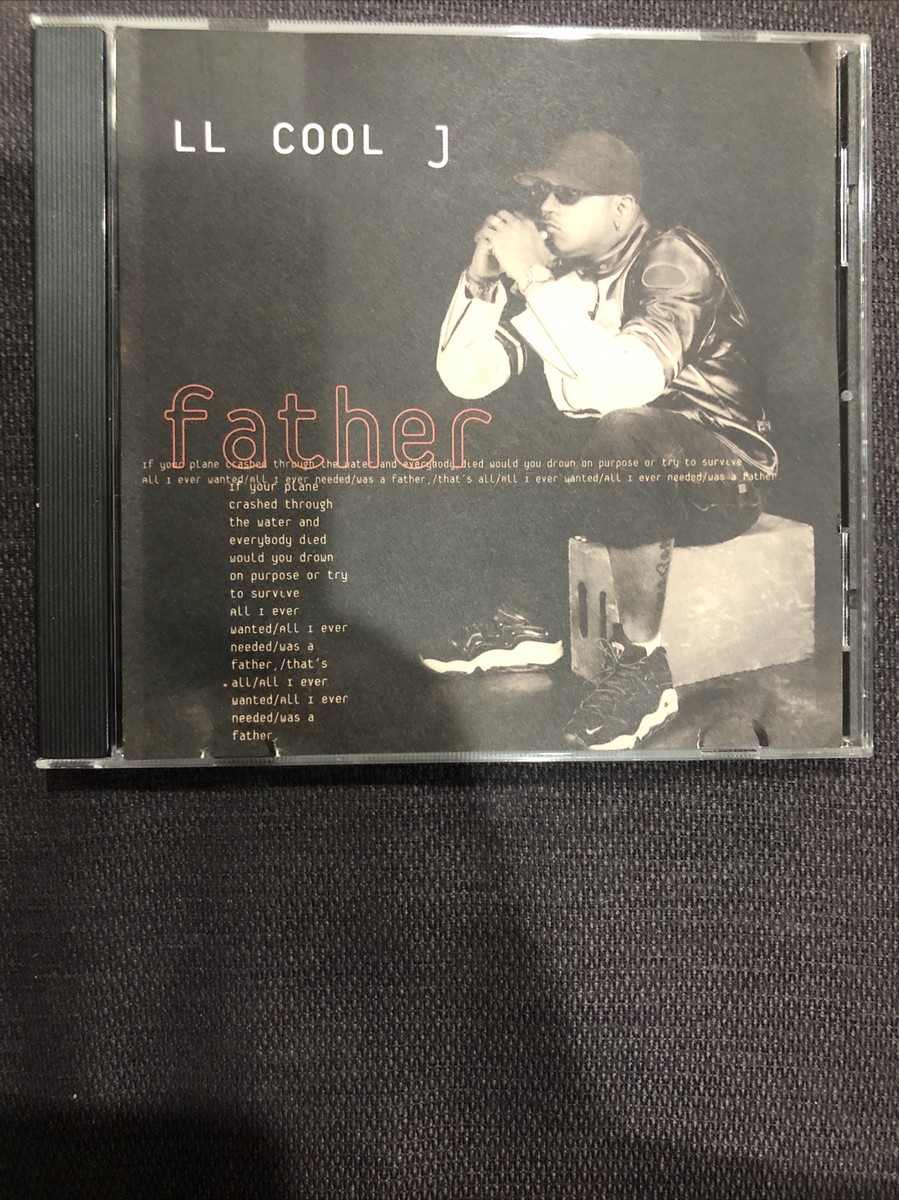 LL COOL J
father
If your plane crashed through the water and everybody died would you drown on purpose or try to survive
All I ever wanted/All I ever needed/was a father,/that's all/All I ever wanted/All I ever needed/was a father
If your plane
crashed through
the water and
everybody died
would you drown
on purpose or try
to survive
All I ever
wanted/All I ever
needed/was a
father,/that's
all/All I ever
wanted/All I ever
needed/was a
father.